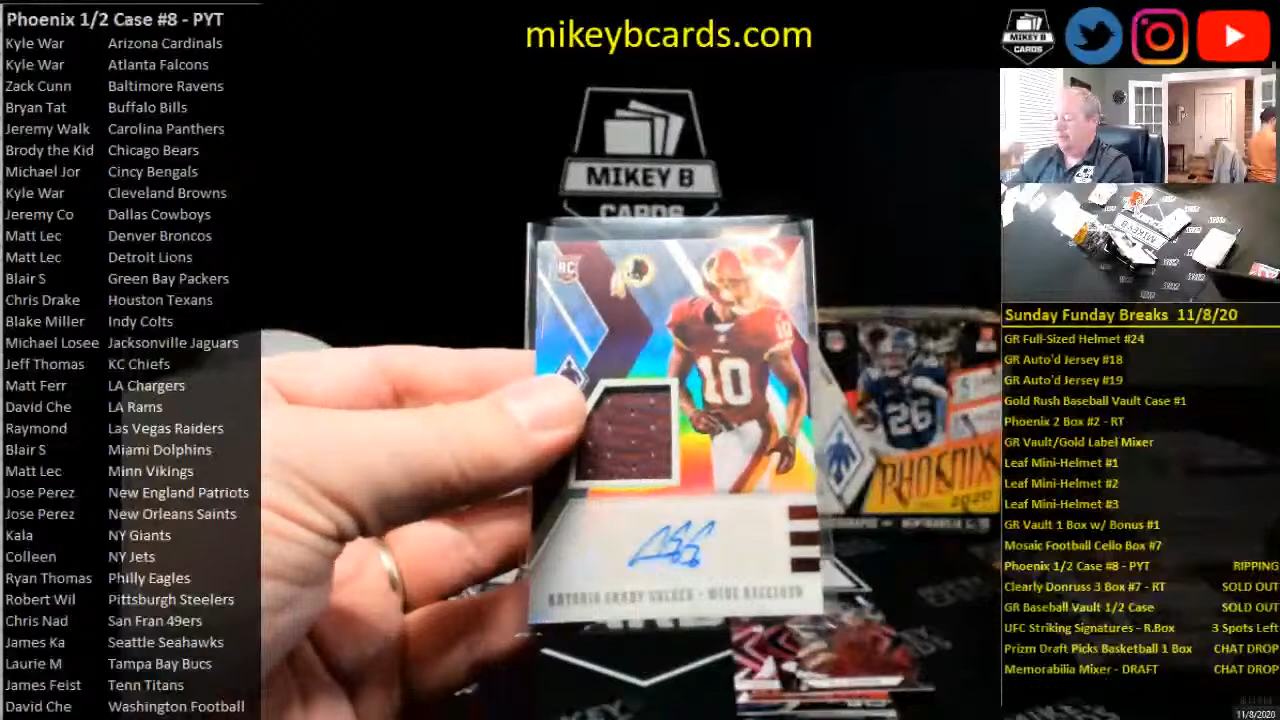 Phoenix 1/2 Case #8 - PYT
Kyle War Arizona Cardinals
Kyle War Atlanta Falcons
Zack Cunn Baltimore Ravens
Bryan Tat Buffalo Bills
Jeremy Walk Carolina Panthers
Brody the Kid Chicago Bears
Michael Jor Cincy Bengals
Kyle War Cleveland Browns
Jeremy Co Dallas Cowboys
Matt Lec Denver Broncos
Matt Lec Detroit Lions
Blair S Green Bay Packers
Chris Drake Houston Texans
Blake Miller Indy Colts
Michael Losee Jacksonville Jaguars
Jeff Thomas KC Chiefs
Matt Ferr LA Chargers
David Che LA Rams
Raymond Las Vegas Raiders
Blair S Miami Dolphins
Matt Lec Minn Vikings
Jose Perez New England Patriots
Jose Perez New Orleans Saints
Kala NY Giants
Colleen NY Jets
Ryan Thomas Philly Eagles
Robert Wil Pittsburgh Steelers
Chris Nad San Fran 49ers
James Ka Seattle Seahawks
Laurie M Tampa Bay Bucs
James Feist Tenn Titans
David Che Washington Football
mikeybcards.com
MIKEY B
CARDS
RC
10
10
ANTONIO GANDY GOLDEN - WIDE RECEIVER
26
PHOENIX
2020
MIKEY B
CARDS
MIKEY B
Sunday Funday Breaks 11/8/20
GR Full-Sized Helmet #24
GR Auto'd Jersey #18
GR Auto'd Jersey #19
Gold Rush Baseball Vault Case #1
Phoenix 2 Box #2 - RT
GR Vault/Gold Label Mixer
Leaf Mini-Helmet #1
Leaf Mini-Helmet #2
Leaf Mini-Helmet #3
GR Vault 1 Box w/ Bonus #1
Mosaic Football Cello Box #7
Phoenix 1/2 Case #8 - PYT RIPPING
Clearly Donruss 3 Box #7 - RT SOLD OUT
GR Baseball Vault 1/2 Case SOLD OUT
UFC Striking Signatures - R.Box 3 Spots Left
Prizm Draft Picks Basketball 1 Box CHAT DROP
Memorabilia Mixer - DRAFT CHAT DROP
11/8/2020